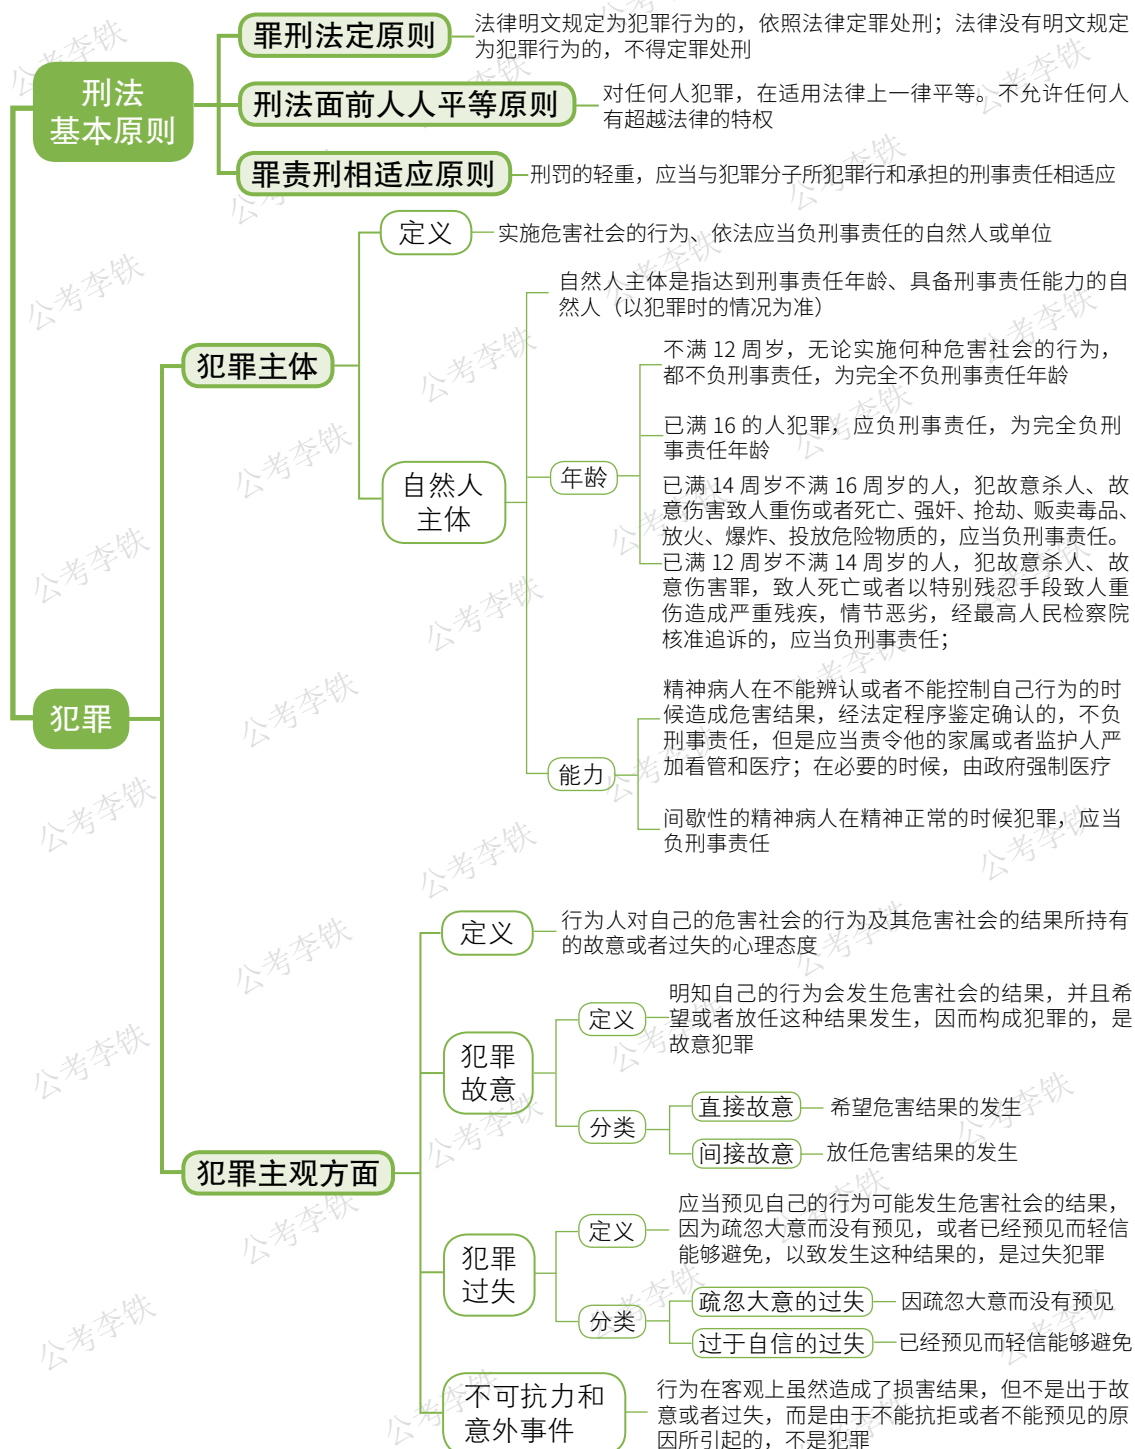 刑法
基本原则
罪刑法定原则
法律明文规定为犯罪行为的，依照法律定罪处刑；法律没有明文规定
为犯罪行为的，不得定罪处刑
刑法面前人人平等原则
对任何人犯罪，在适用法律上一律平等。不允许任何人
有超越法律的特权
罪责刑相适应原则
刑罚的轻重，应当与犯罪分子所犯罪行和承担的刑事责任相适应
犯罪
犯罪主体
定义
实施危害社会的行为、依法应当负刑事责任的自然人或单位
自然人
主体
自然人主体是指达到刑事责任年龄、具备刑事责任能力的自
然人（以犯罪时的情况为准）
年龄
不满 12 周岁，无论实施何种危害社会的行为，
都不负刑事责任，为完全不负刑事责任年龄
已满 16 的人犯罪，应负刑事责任，为完全负刑
事责任年龄
已满 14 周岁不满 16 周岁的人，犯故意杀人、故
意伤害致人重伤或者死亡、强奸、抢劫、贩卖毒品、
放火、爆炸、投放危险物质的，应当负刑事责任。
已满 12 周岁不满 14 周岁的人，犯故意杀人、故
意伤害罪，致人死亡或者以特别残忍手段致人重
伤造成严重残疾，情节恶劣，经最高人民检察院
核准追诉的，应当负刑事责任；
能力
精神病人在不能辨认或者不能控制自己行为的时
候造成危害结果，经法定程序鉴定确认的，不负
刑事责任，但是应当责令他的家属或者监护人严
加看管和医疗；在必要的时候，由政府强制医疗
间歇性的精神病人在精神正常的时候犯罪，应当
负刑事责任
犯罪主观方面
定义
行为人对自己的危害社会的行为及其危害社会的结果所持有
的故意或者过失的心理态度
犯罪
故意
定义
明知自己的行为会发生危害社会的结果，并且希
望或者放任这种结果发生，因而构成犯罪的，是
故意犯罪
分类
直接故意
希望危害结果的发生
间接故意
放任危害结果的发生
犯罪
过失
定义
应当预见自己的行为可能发生危害社会的结果，
因为疏忽大意而没有预见，或者已经预见而轻信
能够避免，以致发生这种结果的，是过失犯罪
分类
疏忽大意的过失
因疏忽大意而没有预见
过于自信的过失
已经预见而轻信能够避免
不可抗力和
意外事件
行为在客观上虽然造成了损害结果，但不是出于故
意或者过失，而是由于不能抗拒或者不能预见的原
因所引起的，不是犯罪
公考李铁